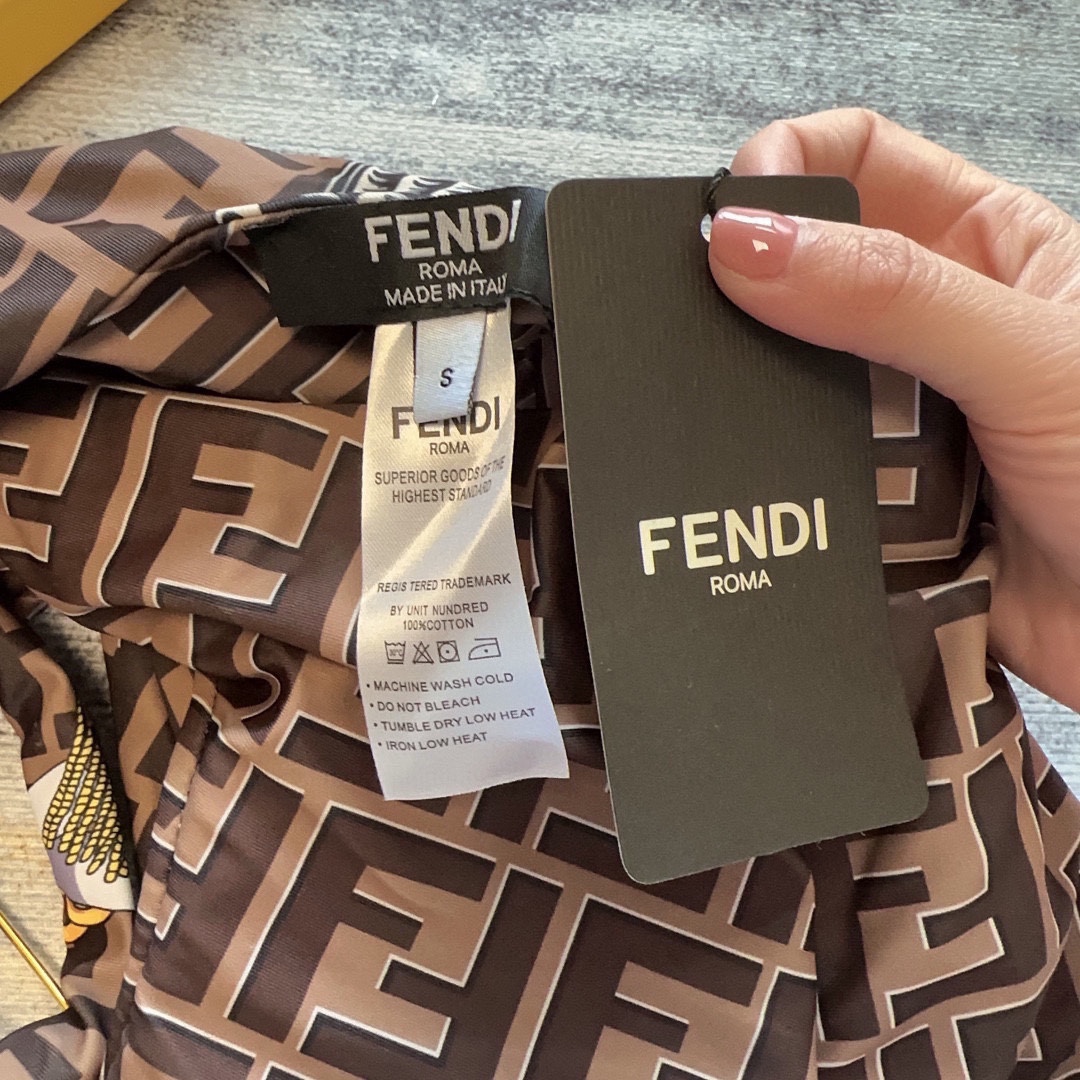 FENDI
ROMA
MADE IN ITALY
S
FENDI
ROMA
SUPERIOR GOODS OF THE
HIGHEST STANDARD
REGIS TERED TRADEMARK
BY UNIT NUNDRED
100%COTTON
30°C
• MACHINE WASH COLD
• DO NOT BLEACH
• TUMBLE DRY LOW HEAT
• IRON LOW HEAT
FENDI
ROMA